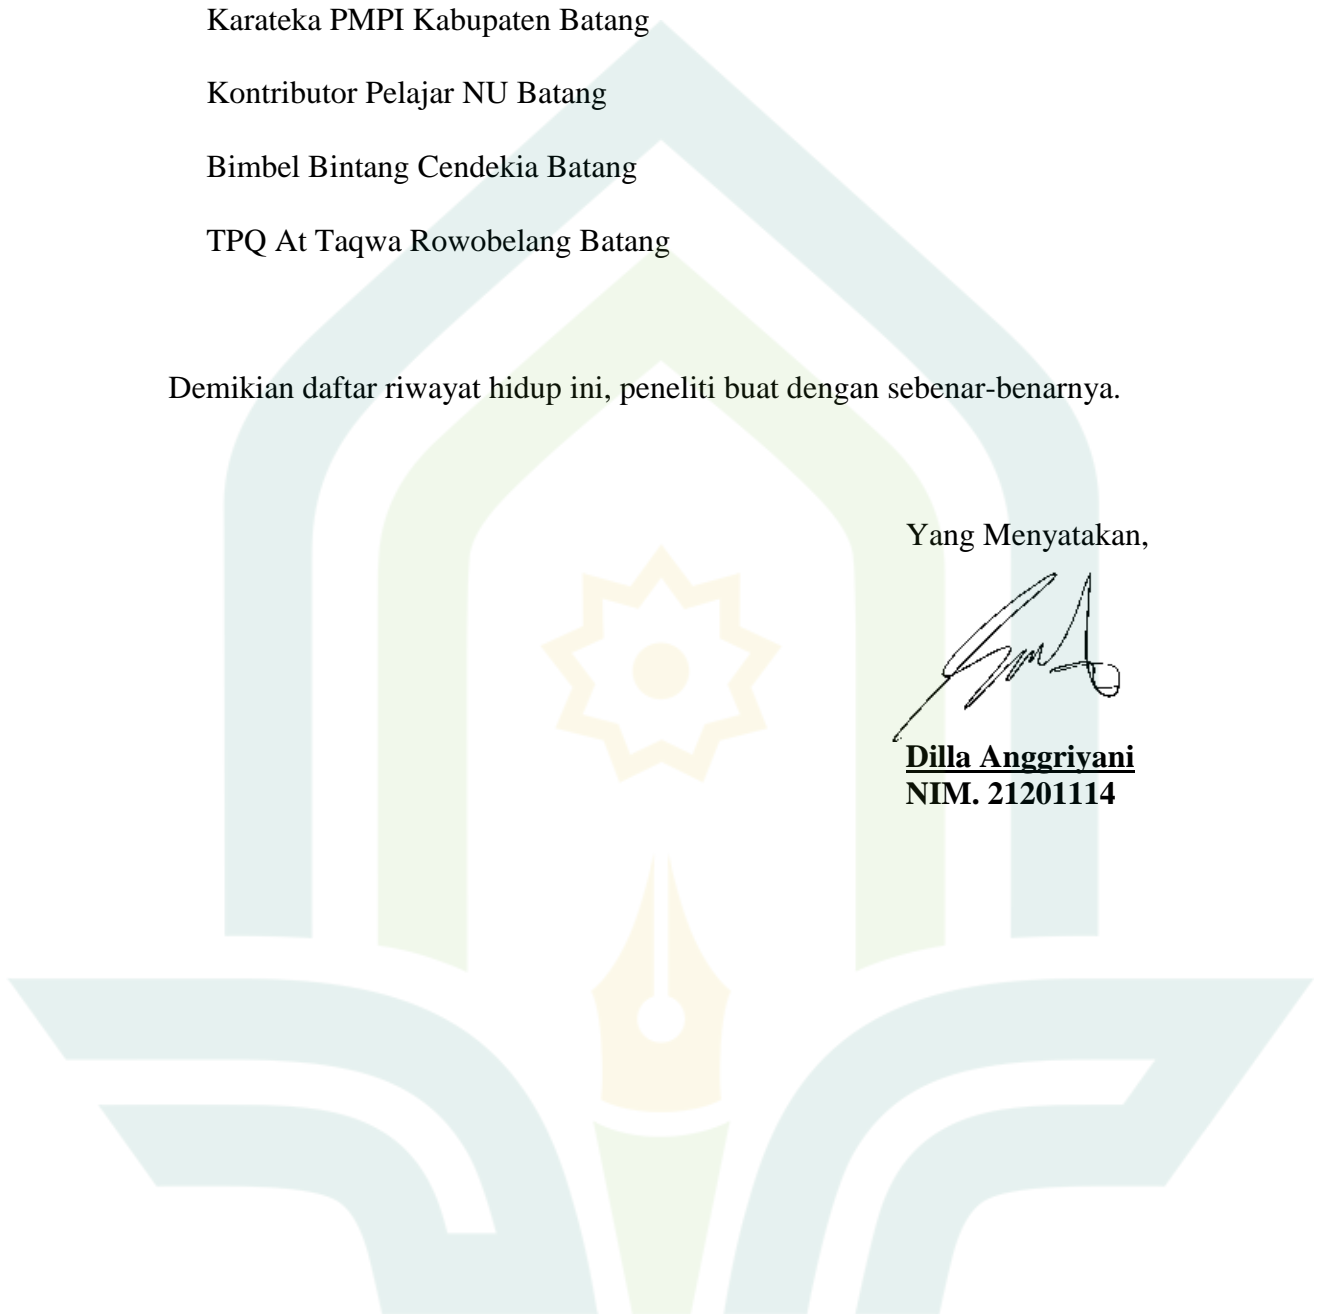 Karateka PMPI Kabupaten Batang
Kontributor Pelajar NU Batang
Bimbel Bintang Cendekia Batang
TPQ At Taqwa Rowobelang Batang
Demikian daftar riwayat hidup ini, peneliti buat dengan sebenar-benarnya.
Yang Menyatakan,
Dilla Anggriyani
NIM. 21201114